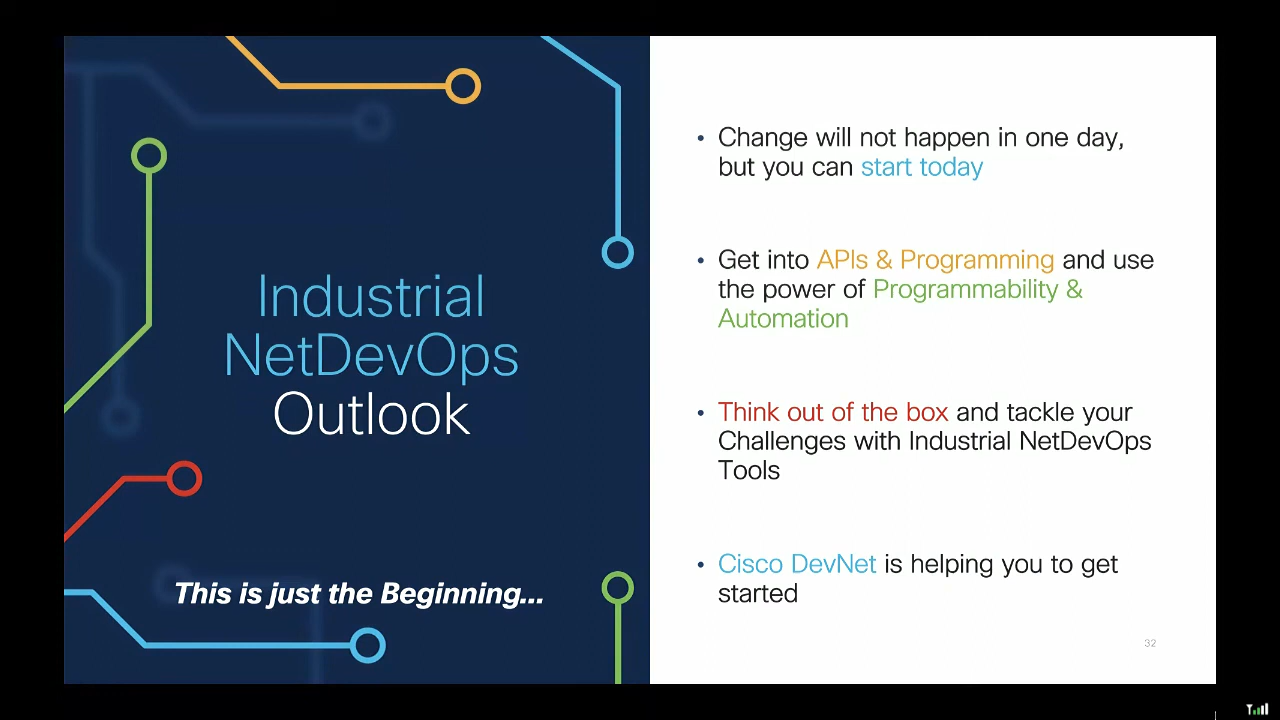 Industrial
NetDevOps
Outlook
This is just the Beginning...
• Change will not happen in one day,
but you can start today
• Get into APIs & Programming and use
the power of Programmability &
Automation
• Think out of the box and tackle your
Challenges with Industrial NetDevOps
Tools
• Cisco DevNet is helping you to get
started
32